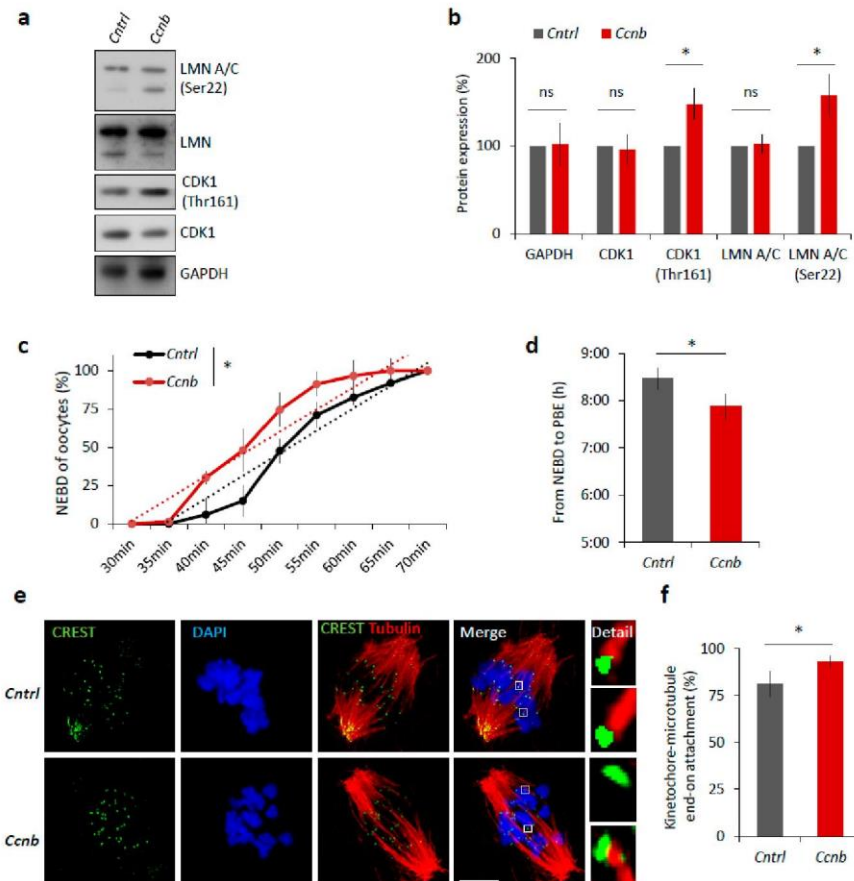 a
Cntrl
Ccnb
LMN A/C
(Ser22)
LMN
CDK1
(Thr161)
CDK1
GAPDH
b
Cntrl
Ccnb
Protein expression (%)
200
100
0
ns
ns
*
ns
*
GAPDH
CDK1
CDK1
(Thr161)
LMN A/C
LMN A/C
(Ser22)
c
Cntrl
Ccnb
*
NEBD of oocytes (%)
100
75
50
25
0
30min
35min
40min
45min
50min
55min
60min
65min
70min
d
From NEBD to PBE (h)
9:00
8:00
7:00
6:00
5:00
*
Cntrl
Ccnb
e
CREST
DAPI
CREST Tubulin
Merge
Detail
Cntrl
Ccnb
f
Kinetochore-microtubule
end-on attachment (%)
100
75
50
25
0
*
Cntrl
Ccnb